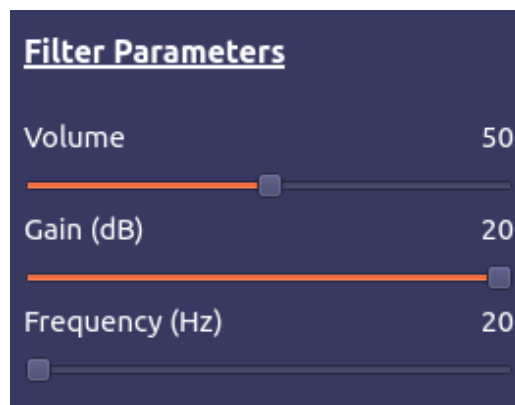 Filter Parameters
Volume 50
Gain (dB) 20
Frequency (Hz) 20